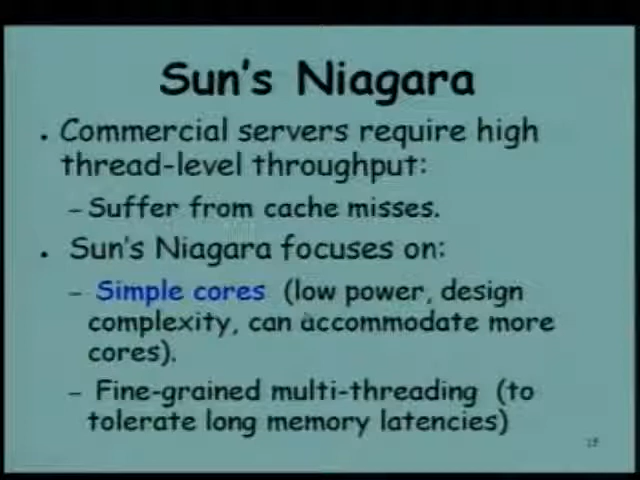 Sun's Niagara
• Commercial servers require high
thread-level throughput:
– Suffer from cache misses.
• Sun's Niagara focuses on:
– Simple cores (low power, design
complexity, can accommodate more
cores).
– Fine-grained multi-threading (to
tolerate long memory latencies)